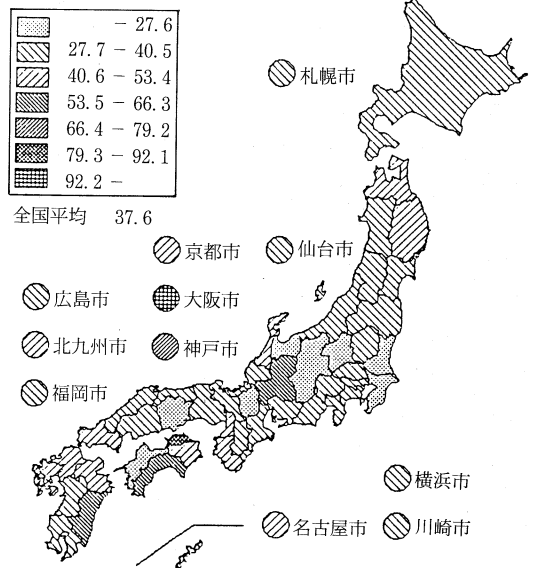 － 27.6
27.7 － 40.5
40.6 － 53.4
53.5 － 66.3
66.4 － 79.2
79.3 － 92.1
92.2 －
全国平均 37.6
札幌市
京都市 仙台市
広島市 大阪市
北九州市 神戸市
福岡市
横浜市
名古屋市 川崎市